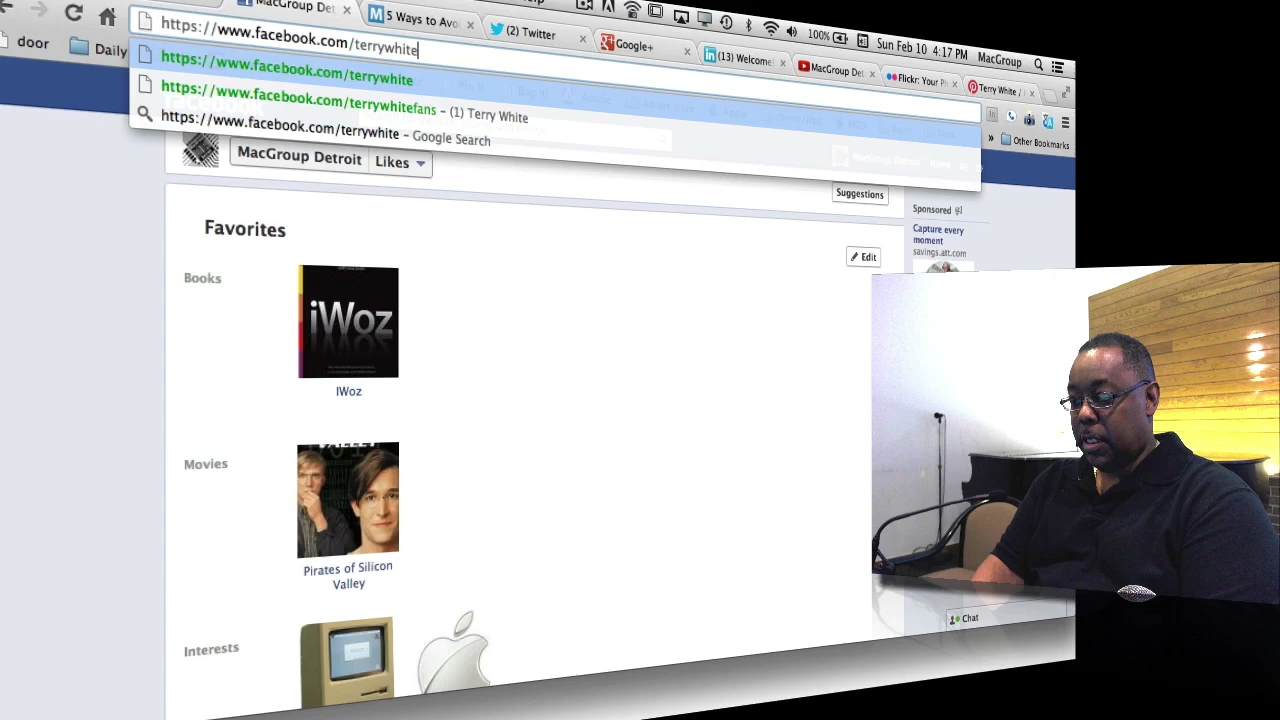 100%
Sun Feb 10 4:17 PM
MacGroup
MacGroup Det
5 Ways to Avo
(2) Twitter
Google+
(13) Welcome!
MacGroup Det
Flickr: Your Ph
Terry White /
https://www.facebook.com/terrywhite
door
Daily
https://www.facebook.com/terrywhite
https://www.facebook.com/terrywhitefans - (1) Terry White
https://www.facebook.com/terrywhite - Google Search
Other Bookmarks
MacGroup Detroit
Likes
Suggestions
Sponsored
Capture every
moment
savings.att.com
Favorites
Edit
Books
iWoz
IWoz
Movies
Pirates of Silicon
Valley
Interests
Chat